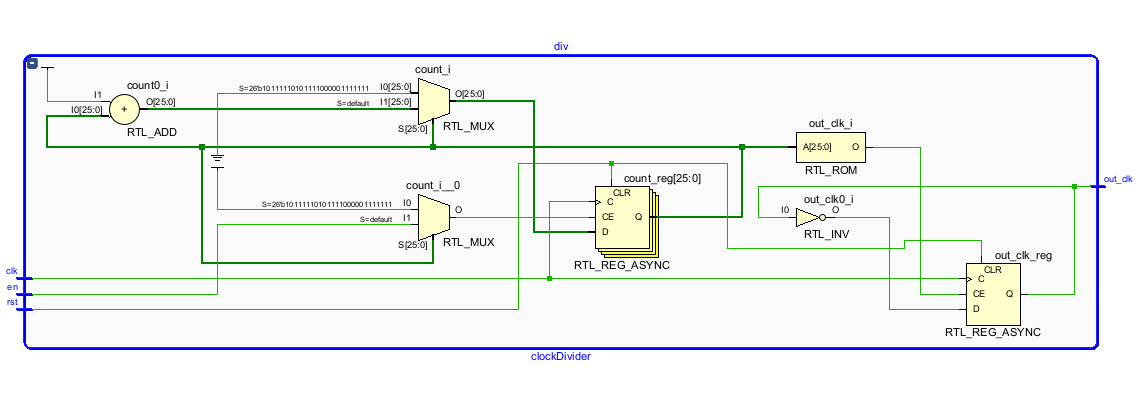 div
count0_i
I1
I0[25:0]
+
O[25:0]
RTL_ADD
count_i
S=26'b10111110101111000001111111
I0[25:0]
S=default
I1[25:0]
O[25:0]
S[25:0]
RTL_MUX
count_i__0
S=26'b10111110101111000001111111
I0
S=default
I1
O
S[25:0]
RTL_MUX
count_reg[25:0]
CLR
C
CE
D
Q
RTL_REG_ASYNC
out_clk_i
A[25:0]
O
RTL_ROM
out_clk0_i
I0
O
RTL_INV
out_clk_reg
CLR
C
CE
D
Q
RTL_REG_ASYNC
out_clk
clk
en
rst
clockDivider